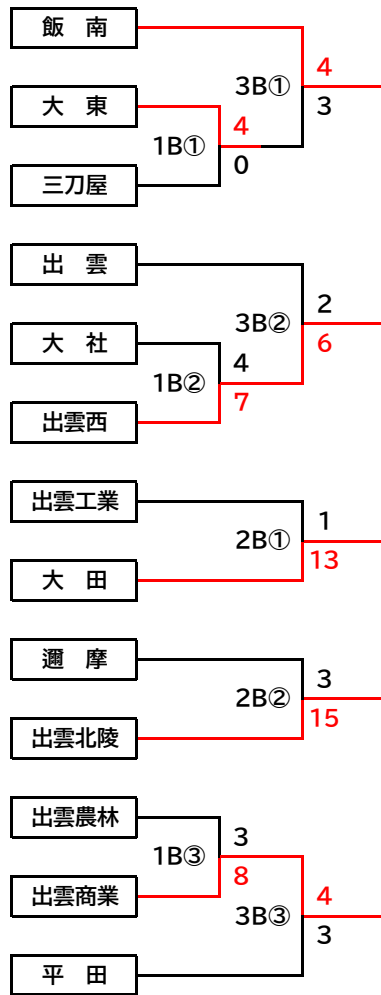 飯　南
4
3B①
3
大　東
4
1B①
0
三刀屋
出　雲
2
3B②
6
大　社
4
1B②
7
出雲西
出雲工業
1
2B①
13
大　田
邇　摩
3
2B②
15
出雲北陵
出雲農林
3
1B③
8
出雲商業
4
3B③
3
平　田